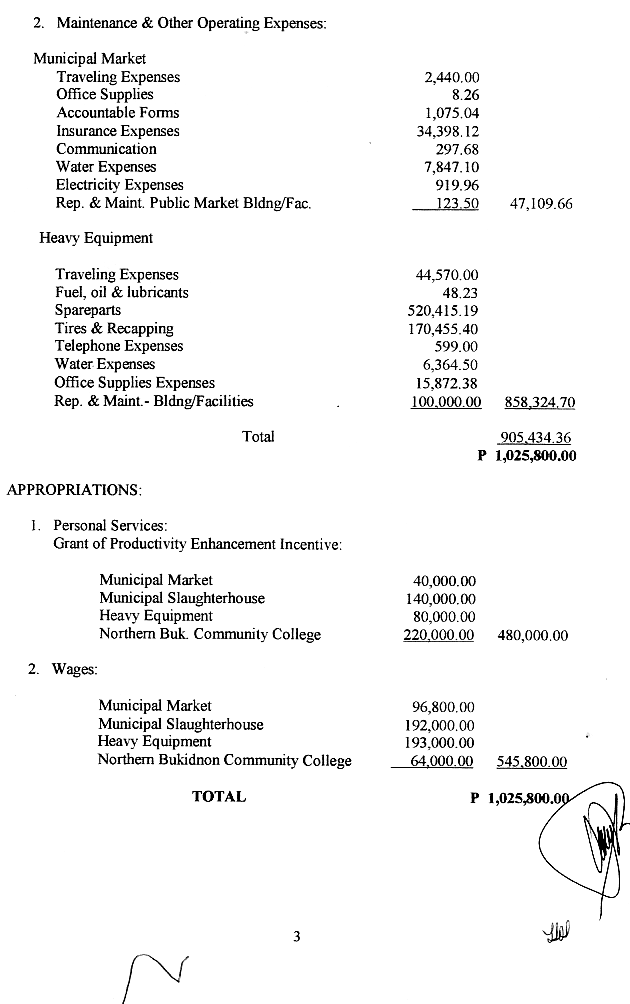 2. Maintenance & Other Operating Expenses:
Municipal Market
Traveling Expenses 2,440.00
Office Supplies 8.26
Accountable Forms 1,075.04
Insurance Expenses 34,398.12
Communication 297.68
Water Expenses 7,847.10
Electricity Expenses 919.96
Rep. & Maint. Public Market Bldng/Fac. 123.50 47,109.66
Heavy Equipment
Traveling Expenses 44,570.00
Fuel, oil & lubricants 48.23
Spareparts 520,415.19
Tires & Recapping 170,455.40
Telephone Expenses 599.00
Water Expenses 6,364.50
Office Supplies Expenses 15,872.38
Rep. & Maint.- Bldng/Facilities 100,000.00 858,324.70
Total 905,434.36
P 1,025,800.00
APPROPRIATIONS:
1. Personal Services:
Grant of Productivity Enhancement Incentive:
Municipal Market 40,000.00
Municipal Slaughterhouse 140,000.00
Heavy Equipment 80,000.00
Northern Buk. Community College 220,000.00 480,000.00
2. Wages:
Municipal Market 96,800.00
Municipal Slaughterhouse 192,000.00
Heavy Equipment 193,000.00
Northern Bukidnon Community College 64,000.00 545,800.00
TOTAL P 1,025,800.00
3